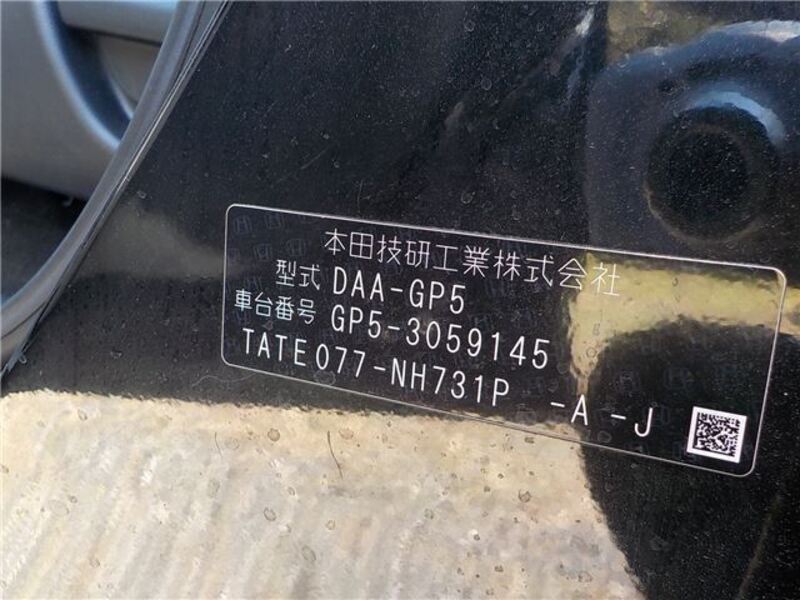 本田技研工業株式会社
型式 DAA-GP5
車台番号 GP5-3059145
TATE077-NH731P -A -J